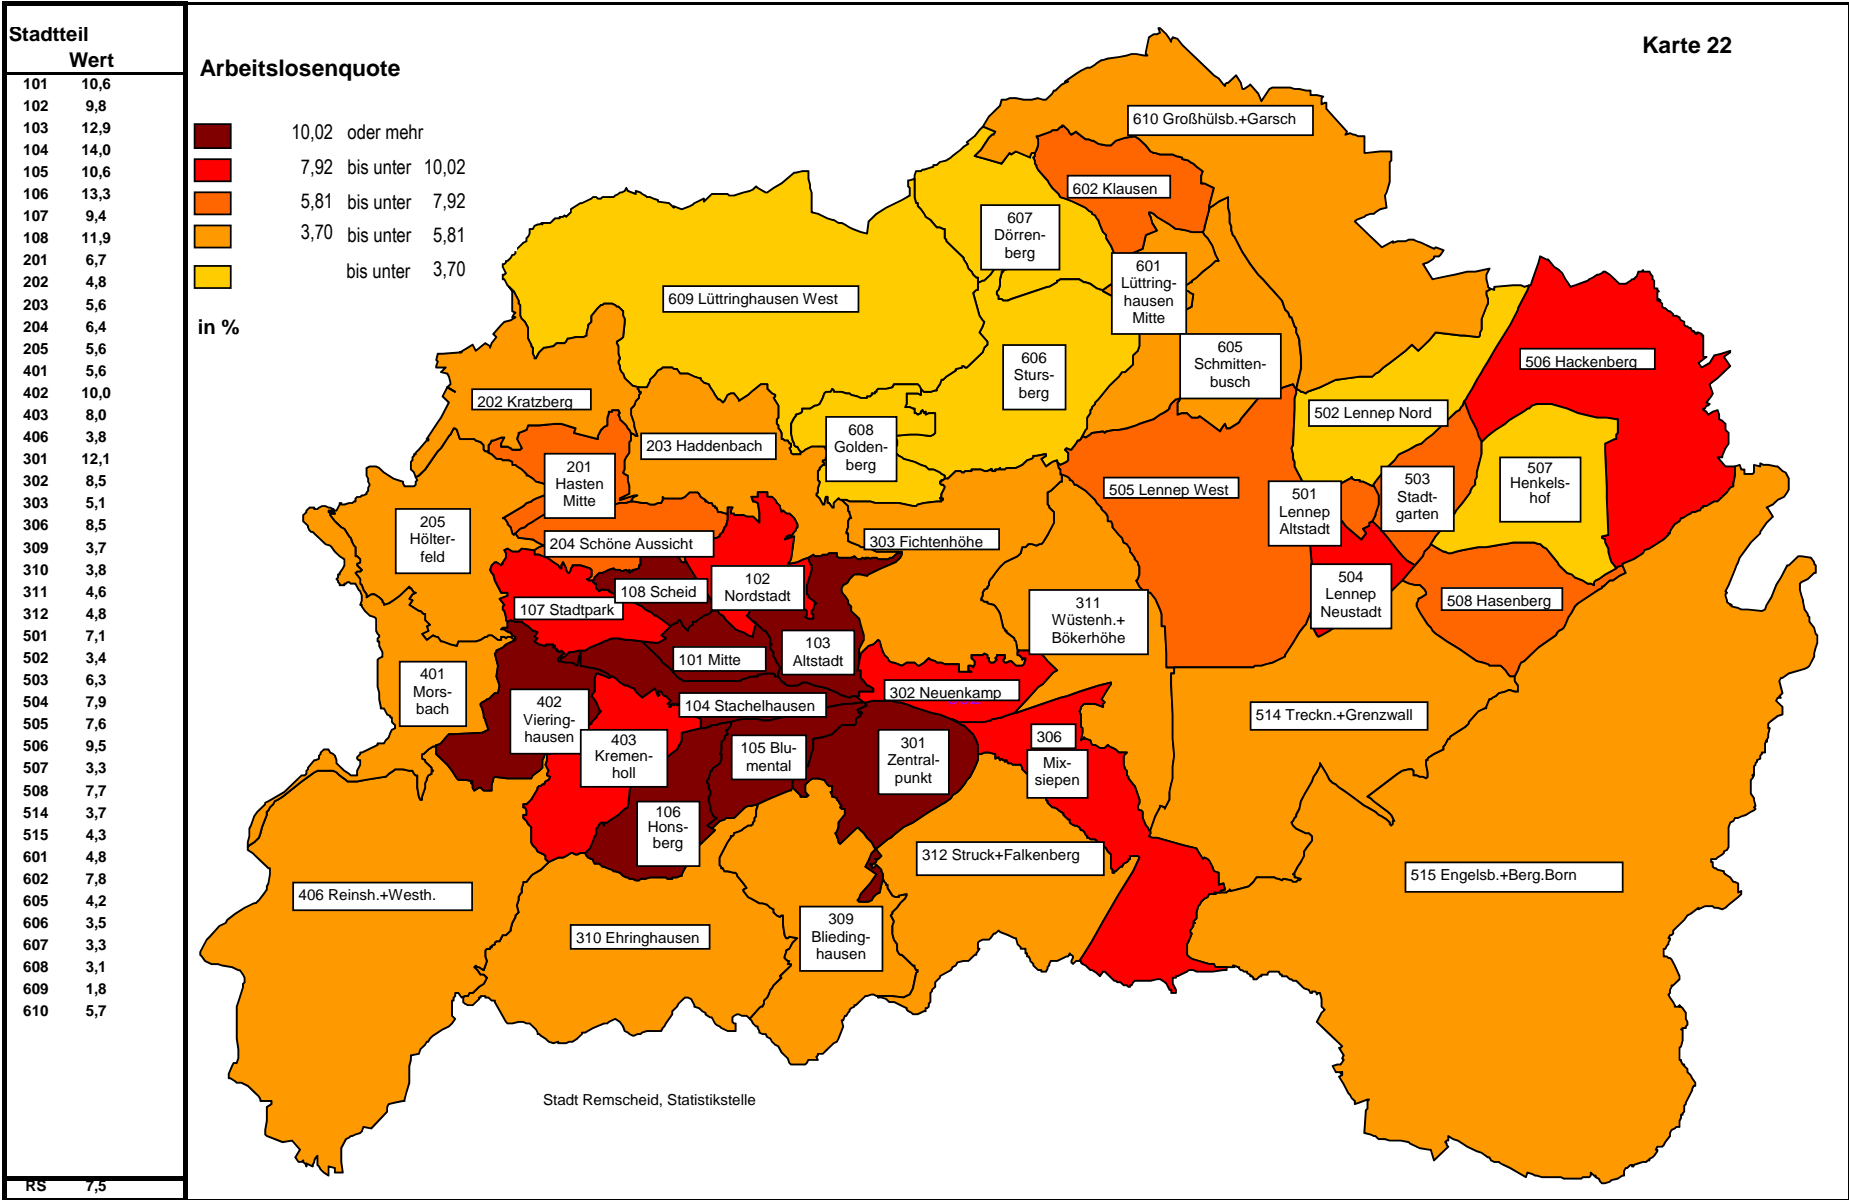 Stadtteil
Wert
101 10,6
102 9,8
103 12,9
104 14,0
105 10,6
106 13,3
107 9,4
108 11,9
201 6,7
202 4,8
203 5,6
204 6,4
205 5,6
401 5,6
402 10,0
403 8,0
406 3,8
301 12,1
302 8,5
303 5,1
306 8,5
309 3,7
310 3,8
311 4,6
312 4,8
501 7,1
502 3,4
503 6,3
504 7,9
505 7,6
506 9,5
507 3,3
508 7,7
514 3,7
515 4,3
601 4,8
602 7,8
605 4,2
606 3,5
607 3,3
608 3,1
609 1,8
610 5,7
RS 7,5
Arbeitslosenquote
10,02 oder mehr
7,92 bis unter 10,02
5,81 bis unter 7,92
3,70 bis unter 5,81
bis unter 3,70
in %
Karte 22
610 Großhülsb.+Garsch
602 Klausen
607
Dörren-
berg
601
Lüttring-
hausen
Mitte
609 Lüttringhausen West
605
Schmitten-
busch
606
Sturs-
berg
506 Hackenberg
202 Kratzberg
502 Lennep Nord
203 Haddenbach
608
Golden-
berg
201
Hasten
Mitte
505 Lennep West
501
Lennep
Altstadt
503
Stadt-
garten
507
Henkels-
hof
205
Hölter-
feld
204 Schöne Aussicht
303 Fichtenhöhe
108 Scheid
102
Nordstadt
107 Stadtpark
311
Wüstenh.+
Bökerhöhe
504
Lennep
Neustadt
508 Hasenberg
101 Mitte
103
Altstadt
401
Mors-
bach
402
Viering-
hausen
104 Stachelhausen
302 Neuenkamp
514 Treckn.+Grenzwall
403
Kremen-
holl
105 Blu-
mental
301
Zentral-
punkt
306
Mix-
siepen
106
Hons-
berg
312 Struck+Falkenberg
515 Engelsb.+Berg.Born
406 Reinsh.+Westh.
310 Ehringhausen
309
Blieding-
hausen
Stadt Remscheid, Statistikstelle